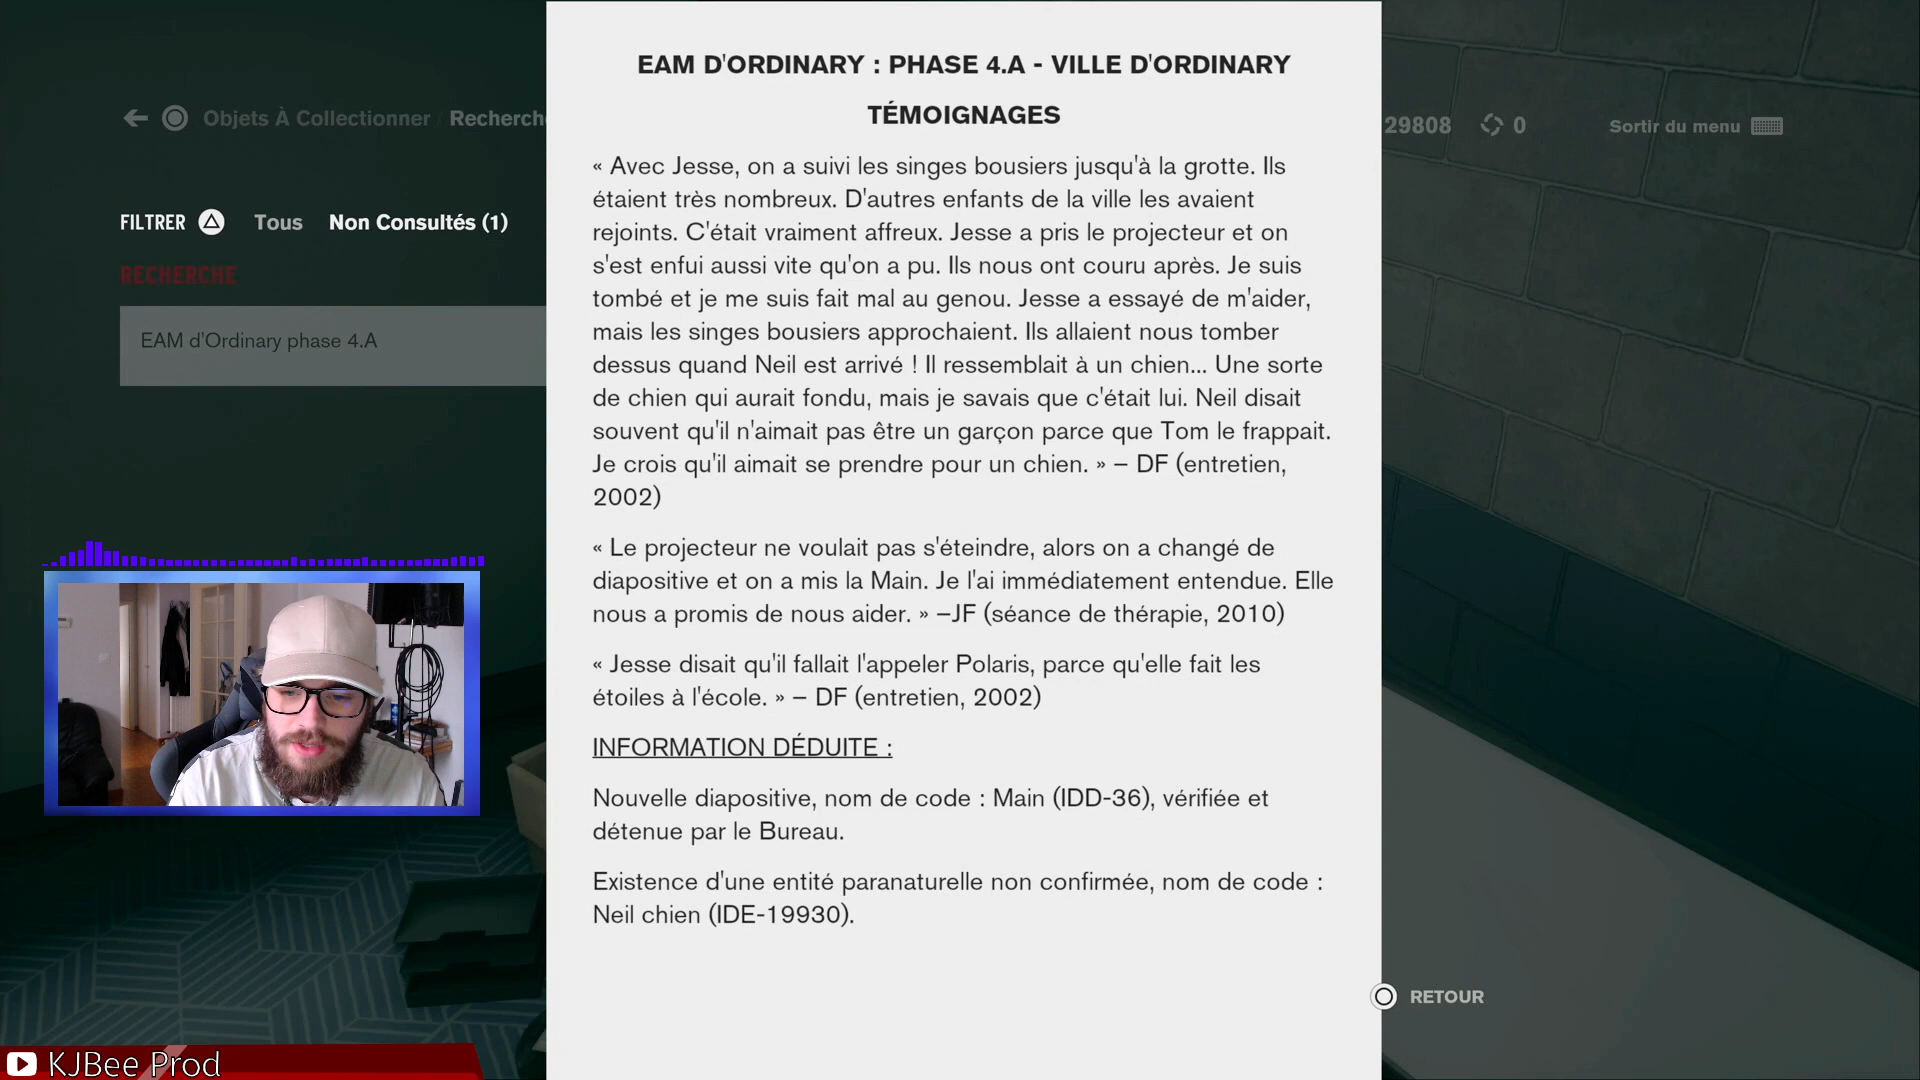 EAM D'ORDINARY : PHASE 4.A - VILLE D'ORDINARY
TÉMOIGNAGES
Objets À Collectionner
Recherche
29808
0
Sortir du menu
FILTRER
Tous
Non Consultés (1)
RECHERCHE
EAM d'Ordinary phase 4.A
« Avec Jesse, on a suivi les singes bousiers jusqu'à la grotte. Ils
étaient très nombreux. D'autres enfants de la ville les avaient
rejoints. C'était vraiment affreux. Jesse a pris le projecteur et on
s'est enfui aussi vite qu'on a pu. Ils nous ont couru après. Je suis
tombé et je me suis fait mal au genou. Jesse a essayé de m'aider,
mais les singes bousiers approchaient. Ils allaient nous tomber
dessus quand Neil est arrivé ! Il ressemblait à un chien... Une sorte
de chien qui aurait fondu, mais je savais que c'était lui. Neil disait
souvent qu'il n'aimait pas être un garçon parce que Tom le frappait.
Je crois qu'il aimait se prendre pour un chien. » – DF (entretien,
2002)
« Le projecteur ne voulait pas s'éteindre, alors on a changé de
diapositive et on a mis la Main. Je l'ai immédiatement entendue. Elle
nous a promis de nous aider. » –JF (séance de thérapie, 2010)
« Jesse disait qu'il fallait l'appeler Polaris, parce qu'elle fait les
étoiles à l'école. » – DF (entretien, 2002)
INFORMATION DÉDUITE :
Nouvelle diapositive, nom de code : Main (IDD-36), vérifiée et
détenue par le Bureau.
Existence d'une entité paranaturelle non confirmée, nom de code :
Neil chien (IDE-19930).
RETOUR
KJBee Prod